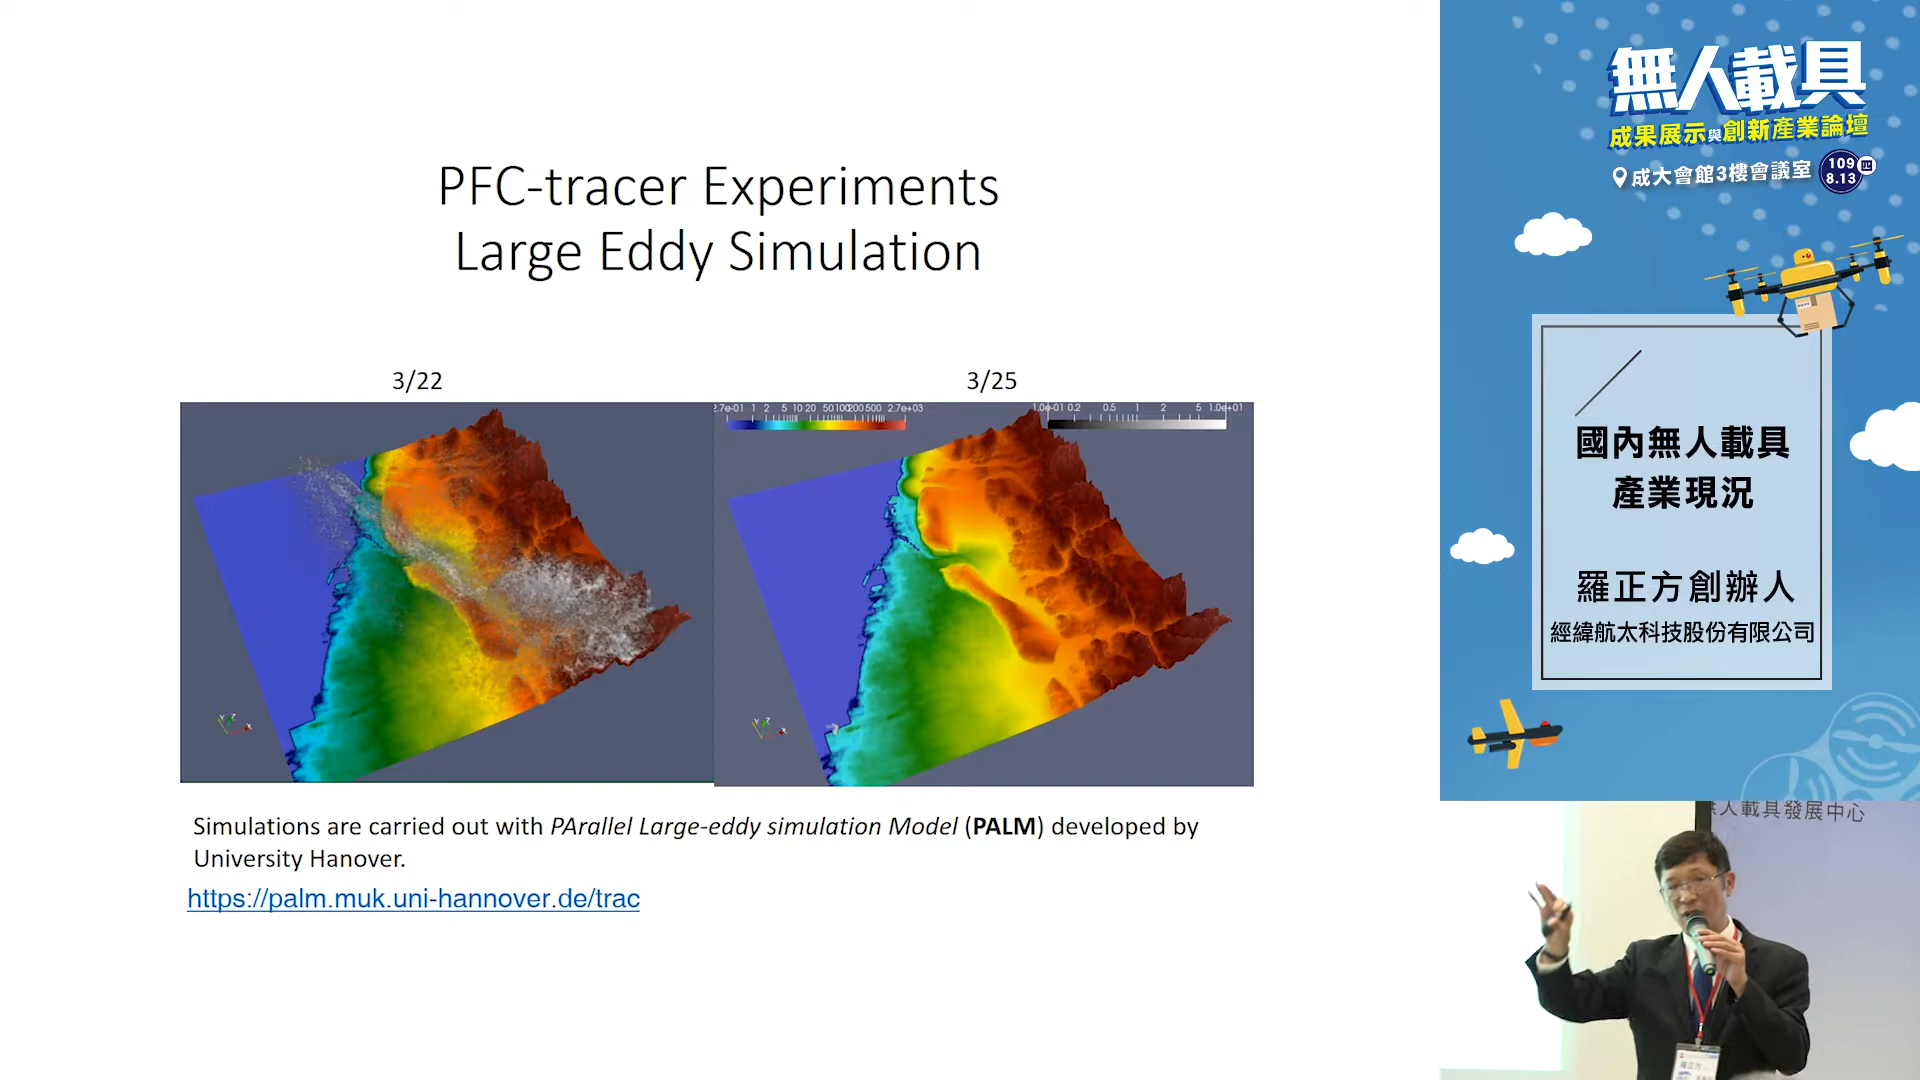 PFC-tracer Experiments
Large Eddy Simulation
3/22
3/25
2.7e-01 1 2 5 10 20 50 100 200 500 2.7e+03
1.0e-01 0.2 0.5 1 2 5 1.0e+01
Simulations are carried out with PArallel Large-eddy simulation Model (PALM) developed by
University Hanover.
https://palm.muk.uni-hannover.de/trac
無人載具
成果展示與創新產業論壇
成大會館3樓會議室 109 8.13 四
國內無人載具
產業現況
羅正方創辦人
經緯航太科技股份有限公司
無人載具發展中心
羅正方